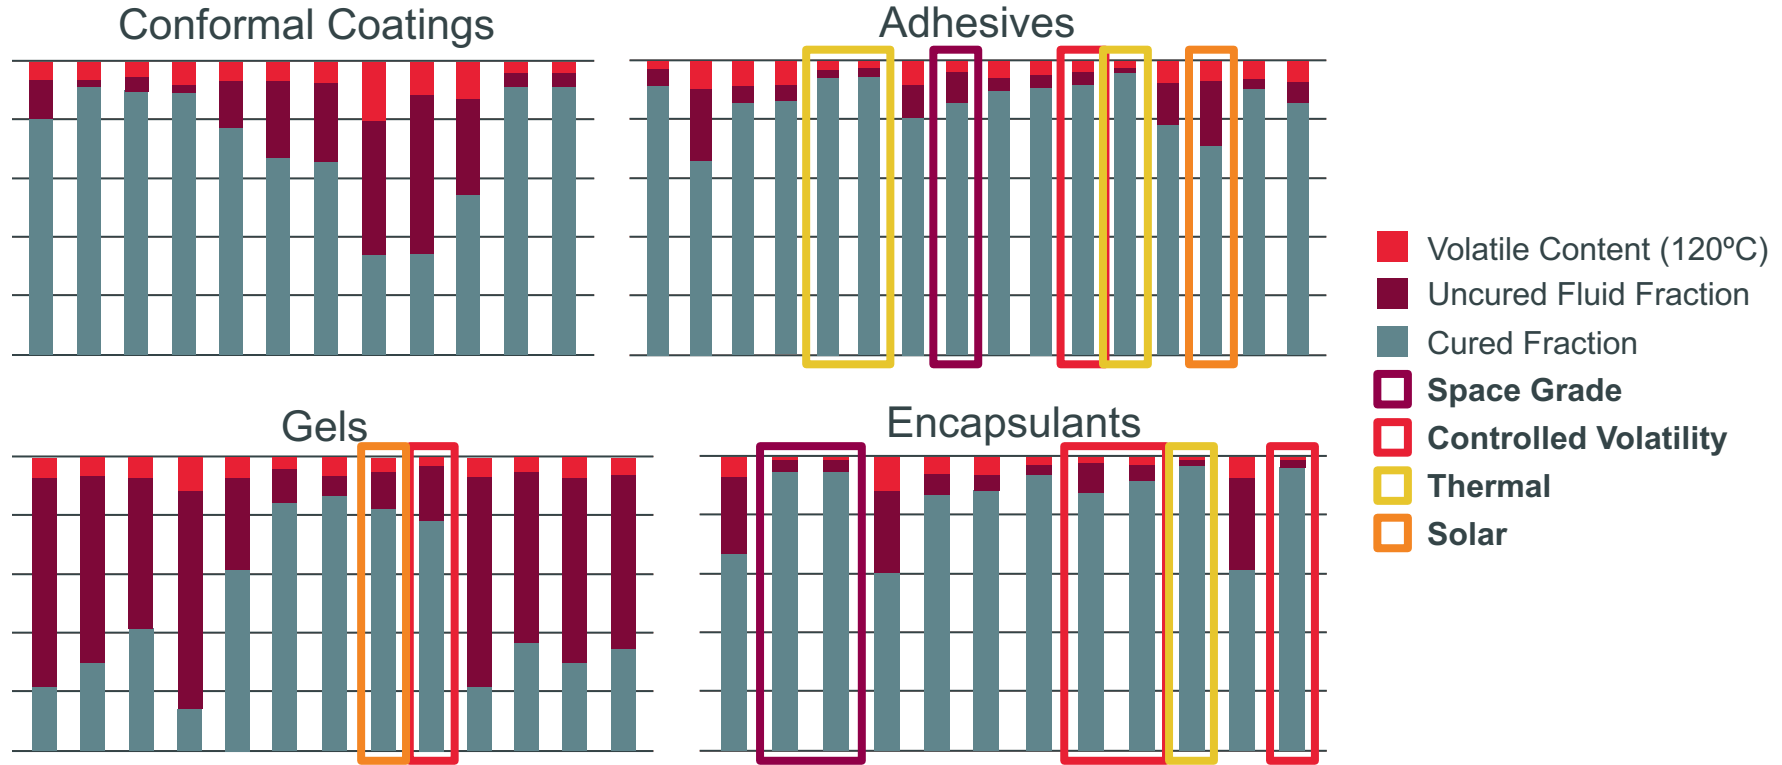 Conformal Coatings
Adhesives
Volatile Content (120ºC)
Uncured Fluid Fraction
Cured Fraction
Space Grade
Controlled Volatility
Thermal
Solar
Gels
Encapsulants